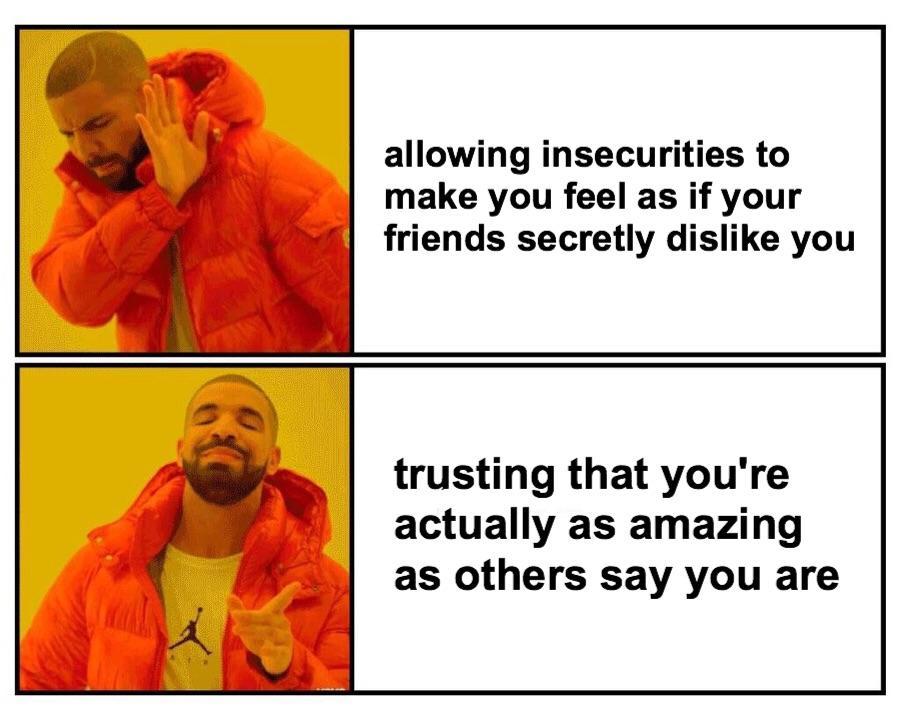 allowing insecurities to
make you feel as if your
friends secretly dislike you
trusting that you're
actually as amazing
as others say you are